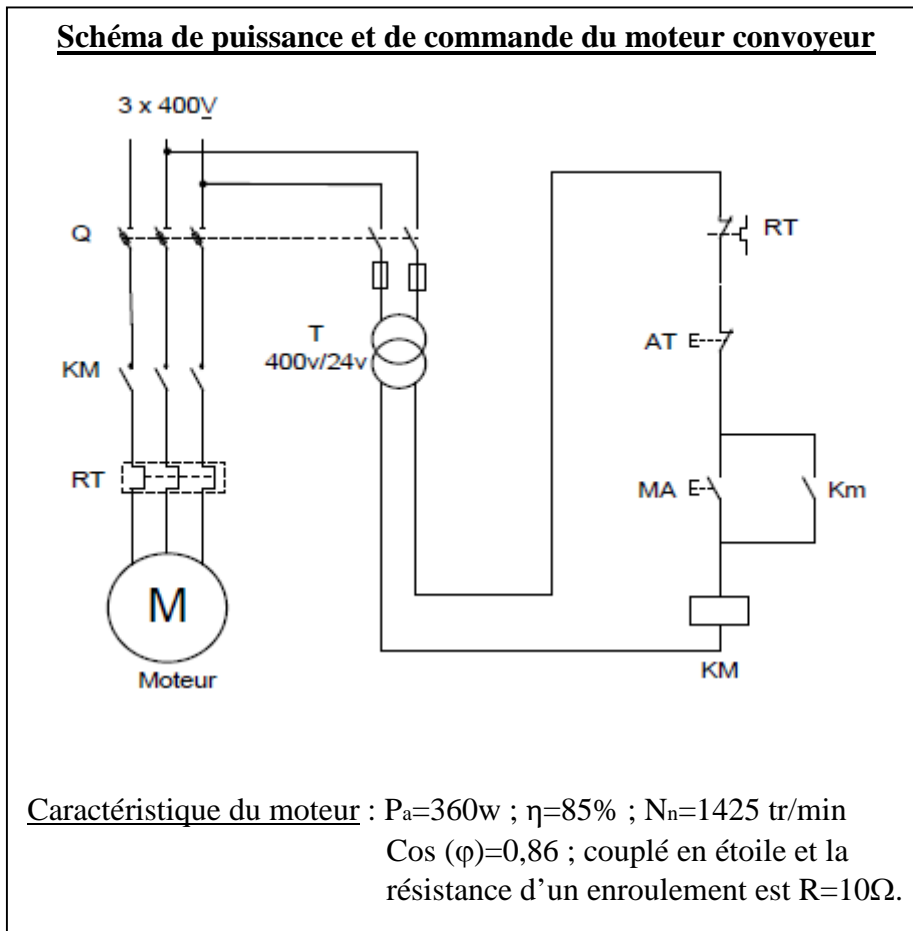 Schéma de puissance et de commande du moteur convoyeur
3 x 400V
Q
RT
T
400v/24v
AT
KM
RT
MA
Km
M
Moteur
KM
Caractéristique du moteur : Pa=360w ; η=85% ; Nn=1425 tr/min
Cos (φ)=0,86 ; couplé en étoile et la
résistance d’un enroulement est R=10Ω.